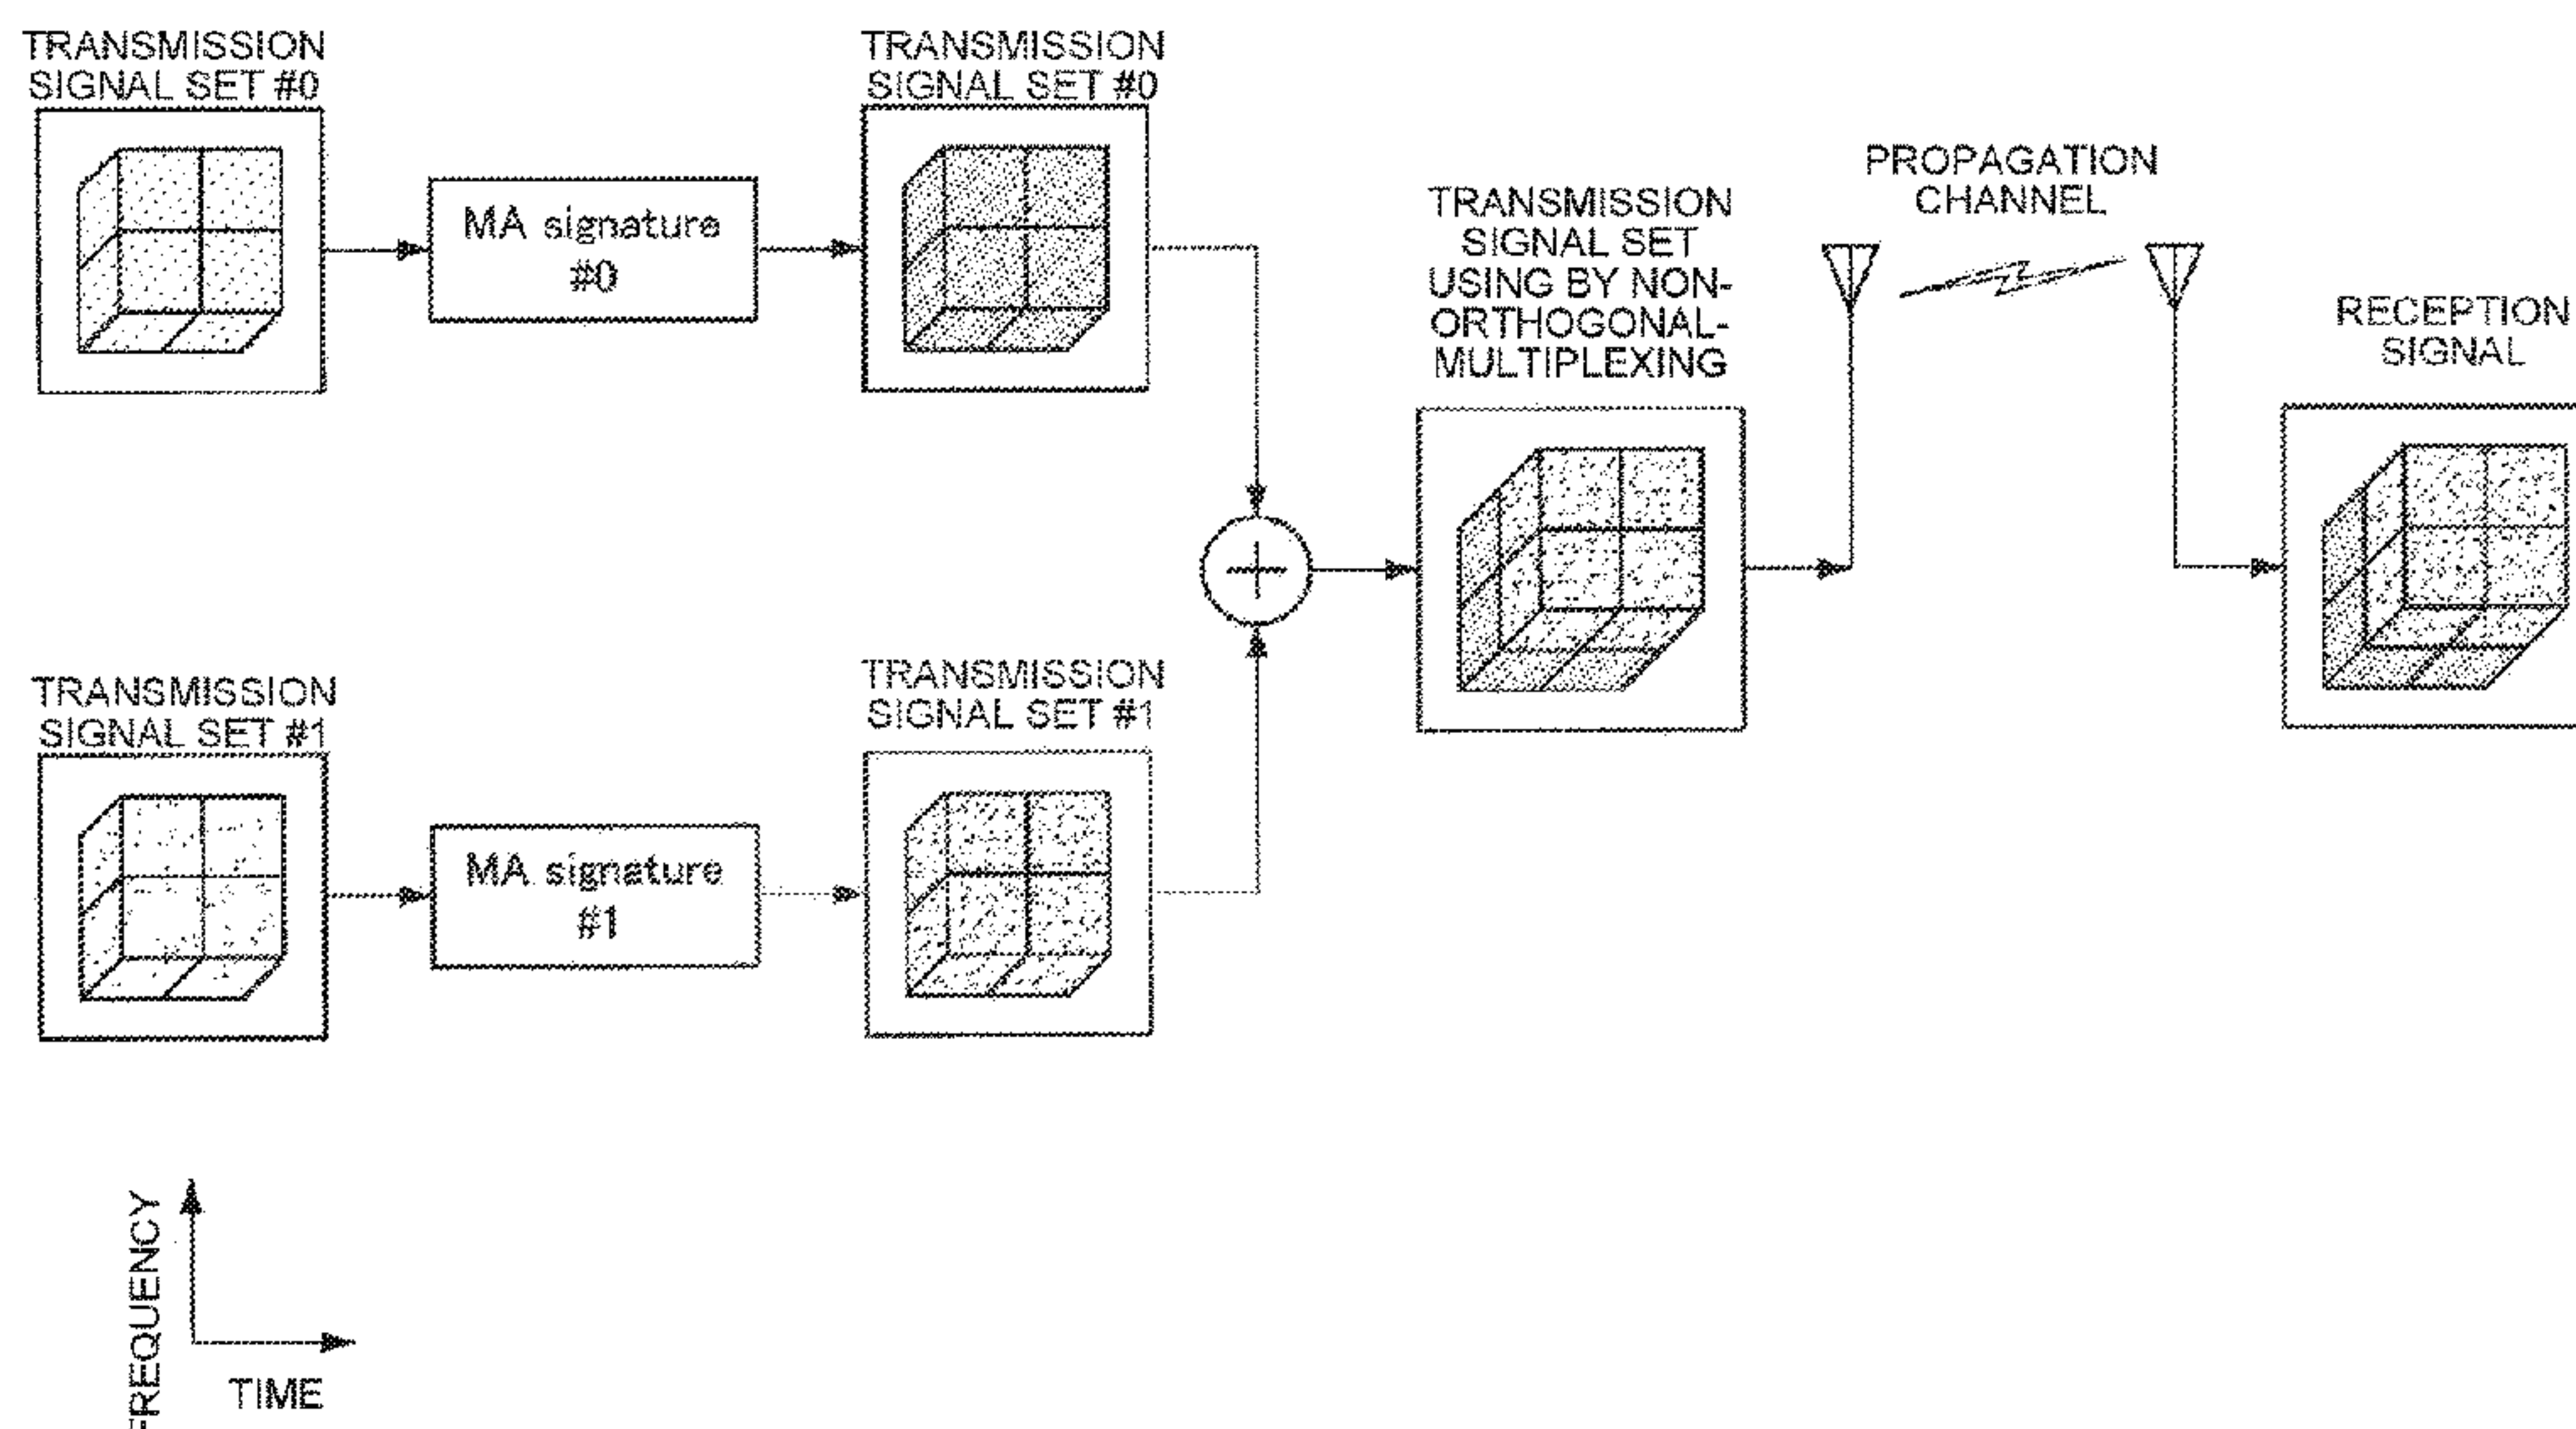 TRANSMISSION
SIGNAL SET #0
TRANSMISSION
SIGNAL SET #0
MA signature
#0
TRANSMISSION
SIGNAL SET
USING BY NON-
ORTHOGONAL-
MULTIPLEXING
PROPAGATION
CHANNEL
RECEPTION
SIGNAL
TRANSMISSION
SIGNAL SET #1
TRANSMISSION
SIGNAL SET #1
MA signature
#1
FREQUENCY
TIME